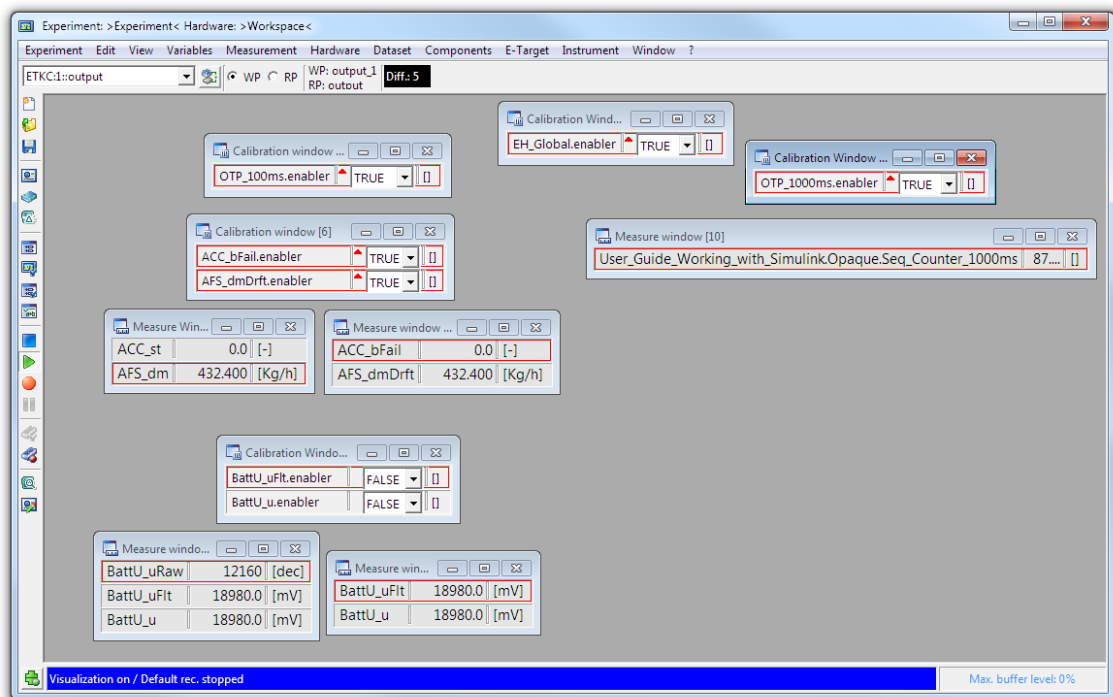 Experiment: >Experiment< Hardware: >Workspace<
Experiment Edit View Variables Measurement Hardware Dataset Components E-Target Instrument Window ?
ETKC:1::output WP RP WP: output_1 Diff.: 5
RP: output
Calibration Wind...
EH_Global.enabler TRUE []
Calibration window ...
OTP_100ms.enabler TRUE []
Calibration Window ...
OTP_1000ms.enabler TRUE []
Calibration window [6]
ACC_bFail.enabler TRUE []
AFS_dmDrft.enabler TRUE []
Measure window [10]
User_Guide_Working_with_Simulink.Opaque.Seq_Counter_1000ms 87.... []
Measure Win...
ACC_st 0.0 [-]
AFS_dm 432.400 [Kg/h]
Measure window ...
ACC_bFail 0.0 [-]
AFS_dmDrft 432.400 [Kg/h]
Calibration Windo...
BattU_uFlt.enabler FALSE []
BattU_u.enabler FALSE []
Measure windo...
BattU_uRaw 12160 [dec]
BattU_uFlt 18980.0 [mV]
BattU_u 18980.0 [mV]
Measure win...
BattU_uFlt 18980.0 [mV]
BattU_u 18980.0 [mV]
Visualization on / Default rec. stopped Max. buffer level: 0%